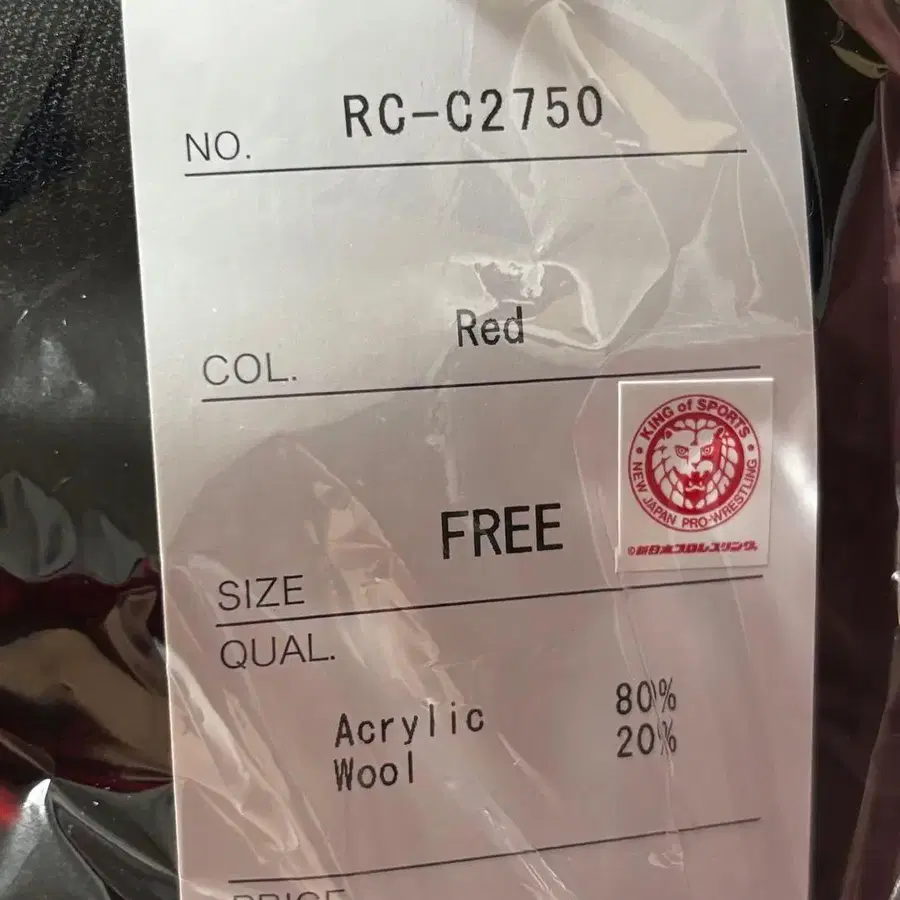 NO. RC-C2750
COL. Red
KING of SPORTS
NEW JAPAN PRO-WRESTLING
©新日本プロレスリング
SIZE FREE
QUAL.
Acrylic 80%
Wool 20%
PRICE